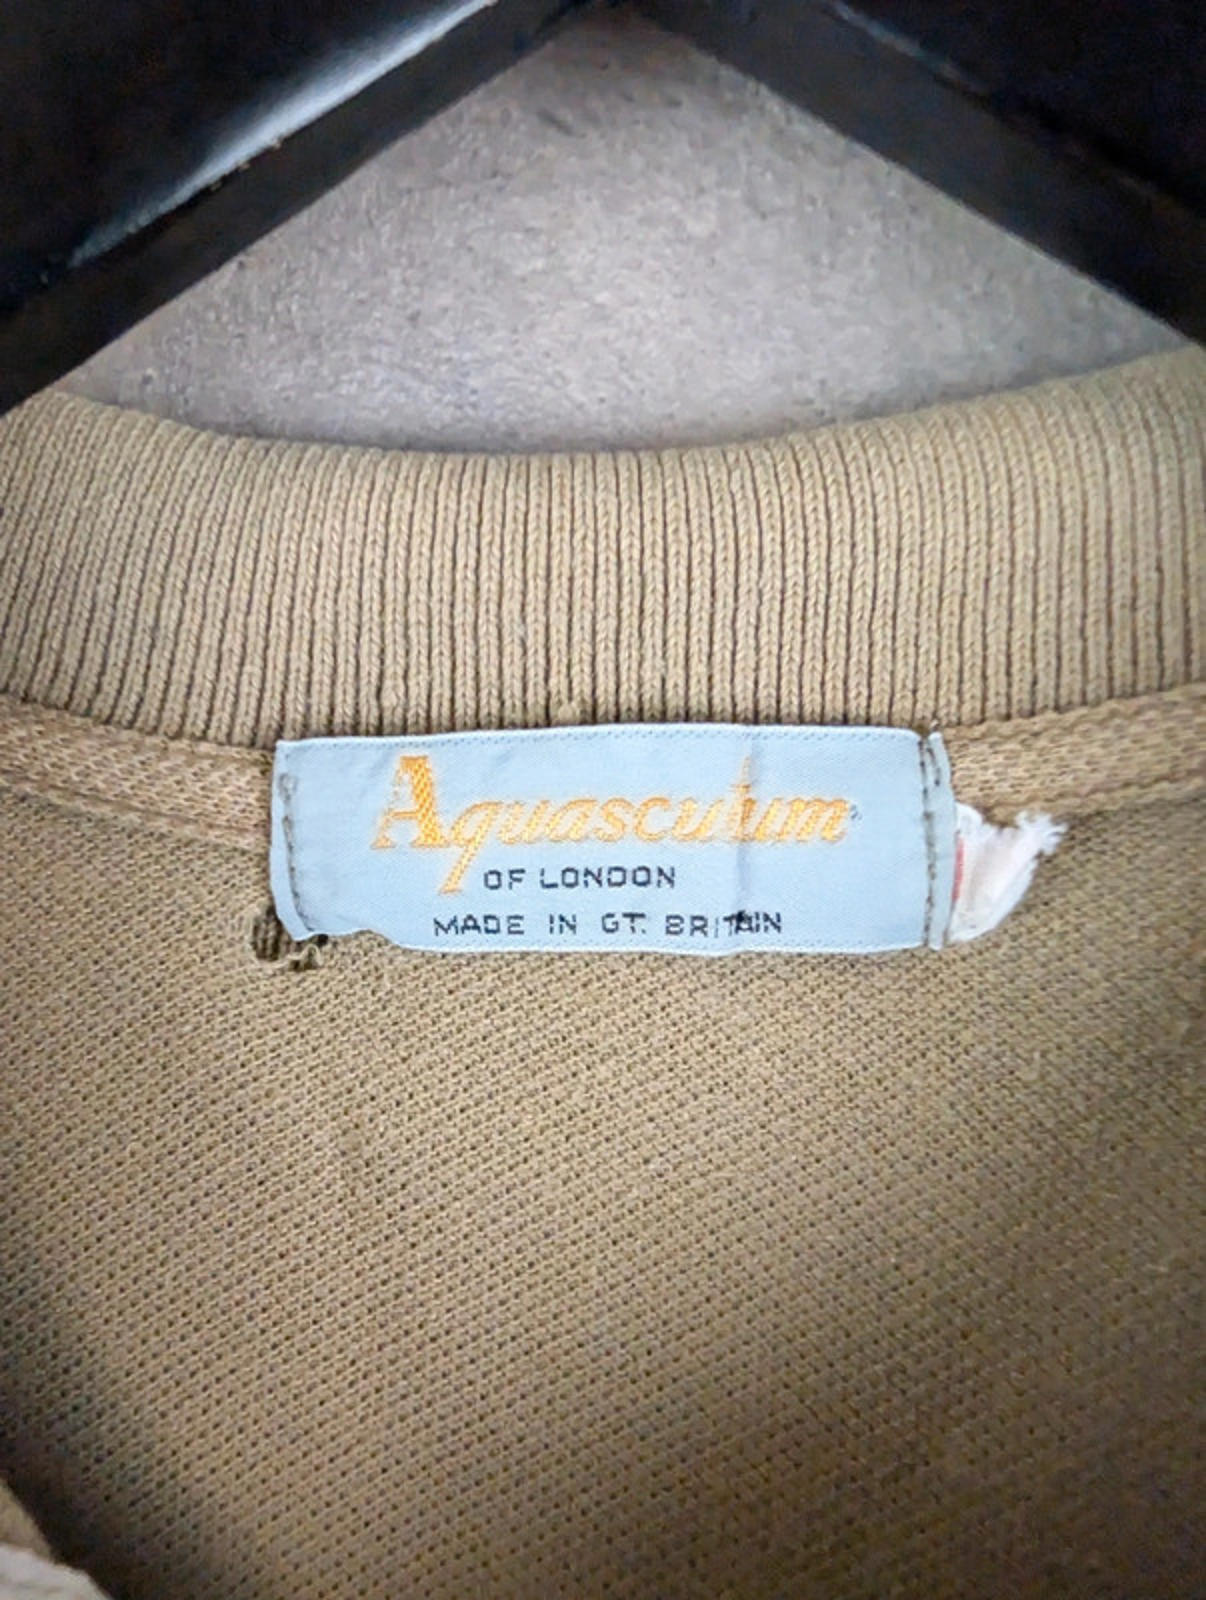 Aquascutum
OF LONDON
MADE IN GT. BRITAIN